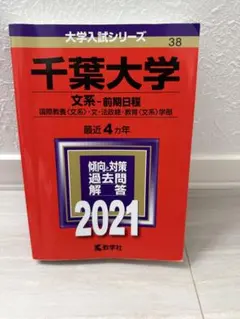 大学入試シリーズ
38
千葉大学
文系-前期日程
国際教養〈文系〉・文・法政経・教育〈文系〉学部
最近4カ年
傾向と対策
過去問
解答
2021
教学社